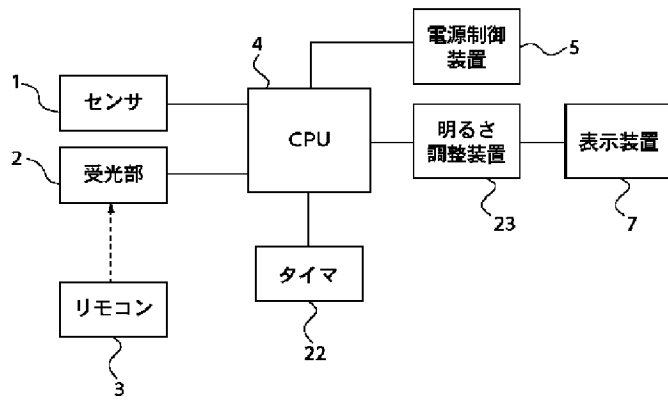 電源制御
装置
5
4
1
センサ
CPU
明るさ
調整装置
表示装置
2
受光部
23
7
タイマ
リモコン
22
3